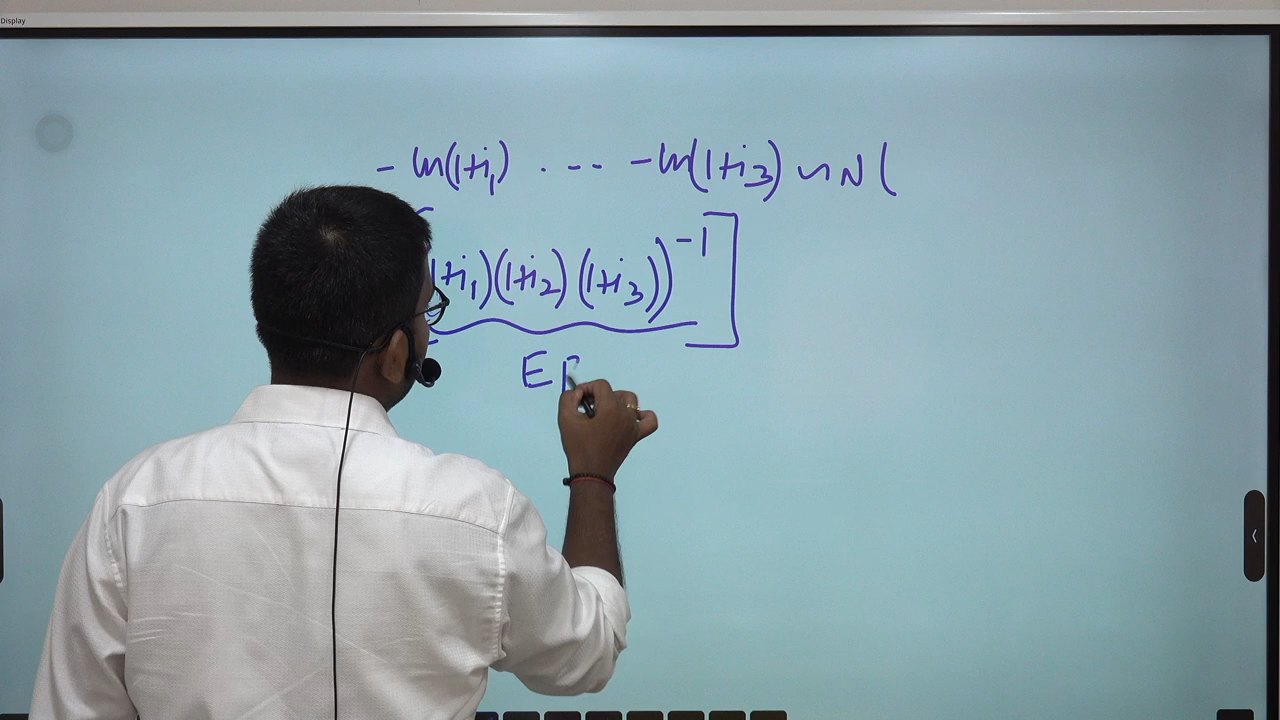 Display
- ln(1+i₁) · -- - ln(1+i₃) ~ N (
1+i₁)(1+i₂)(1+i₃))⁻¹]
E[